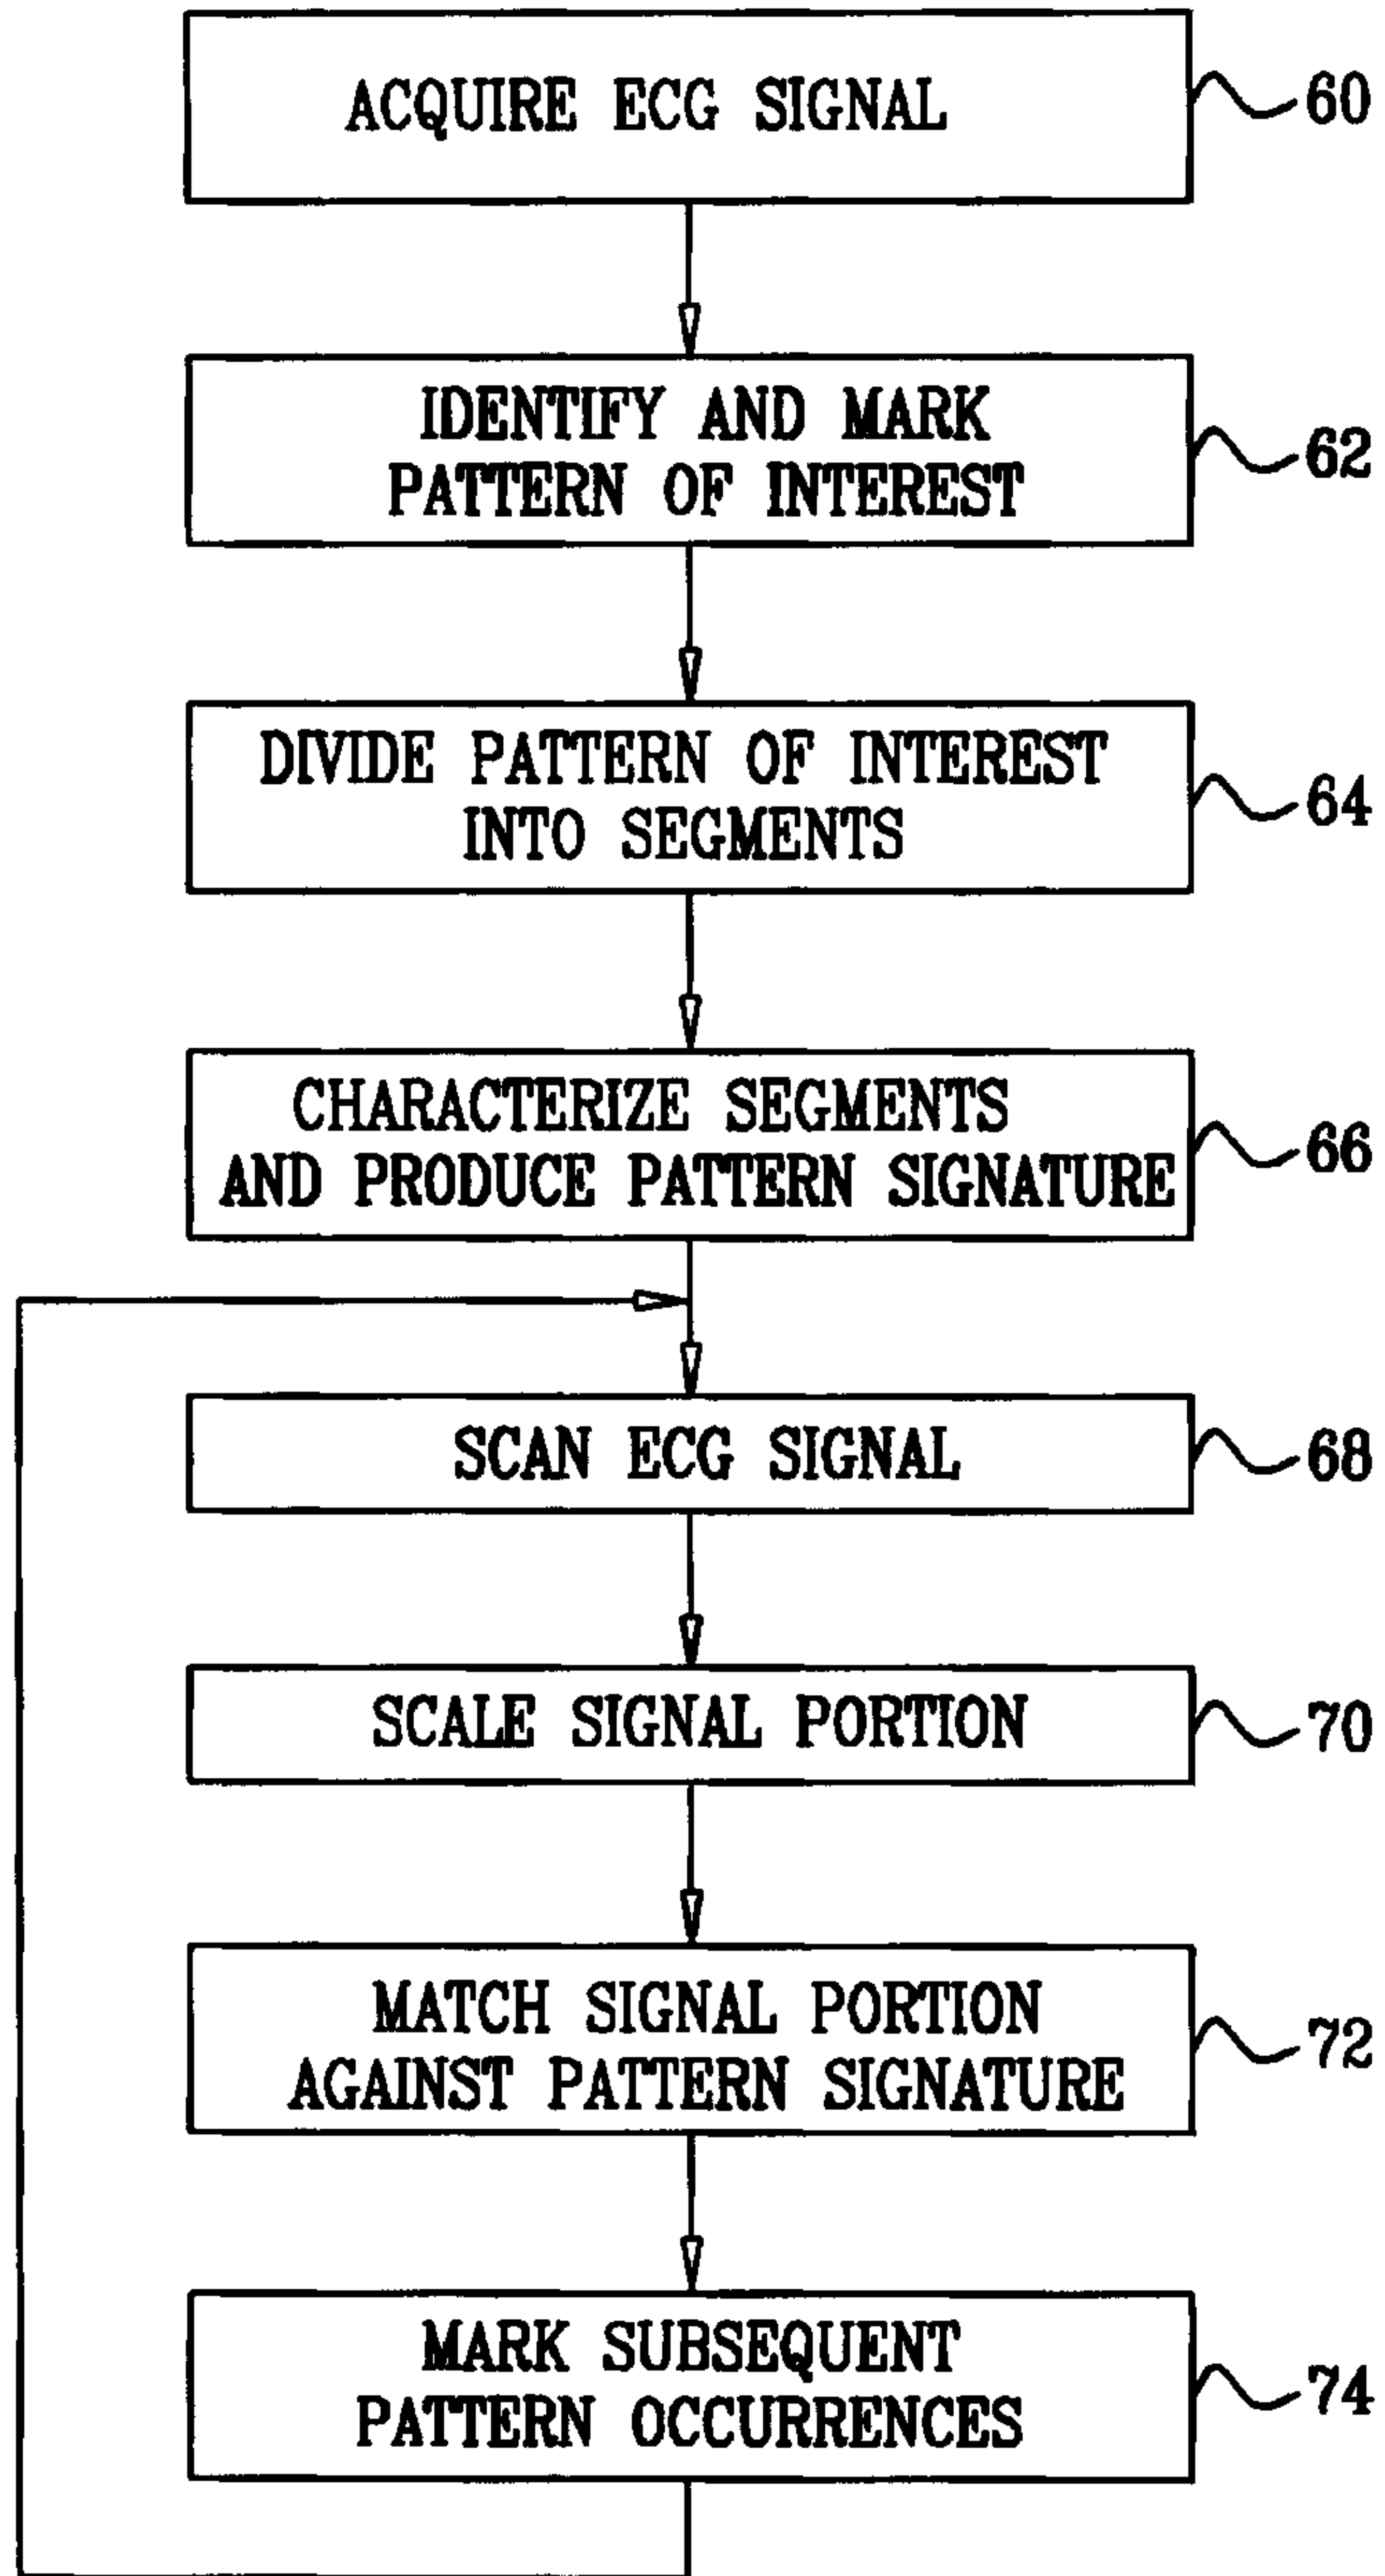 ACQUIRE ECG SIGNAL
60
IDENTIFY AND MARK
PATTERN OF INTEREST
62
DIVIDE PATTERN OF INTEREST
INTO SEGMENTS
64
CHARACTERIZE SEGMENTS
AND PRODUCE PATTERN SIGNATURE
66
SCAN ECG SIGNAL
68
SCALE SIGNAL PORTION
70
MATCH SIGNAL PORTION
AGAINST PATTERN SIGNATURE
72
MARK SUBSEQUENT
PATTERN OCCURRENCES
74